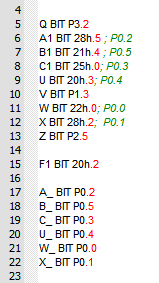 4
5 Q BIT P3.2
6 A1 BIT 28h.5 ; P0.2
7 B1 BIT 21h.4 ; P0.5
8 C1 BIT 25h.0; P0.3
9 U BIT 20h.3; P0.4
10 V BIT P1.3
11 W BIT 22h.0; P0.0
12 X BIT 28h.2; P0.1
13 Z BIT P2.5
14
15 F1 BIT 20h.2
16
17 A_ BIT P0.2
18 B_ BIT P0.5
19 C_ BIT P0.3
20 U_ BIT P0.4
21 W_ BIT P0.0
22 X_ BIT P0.1
23